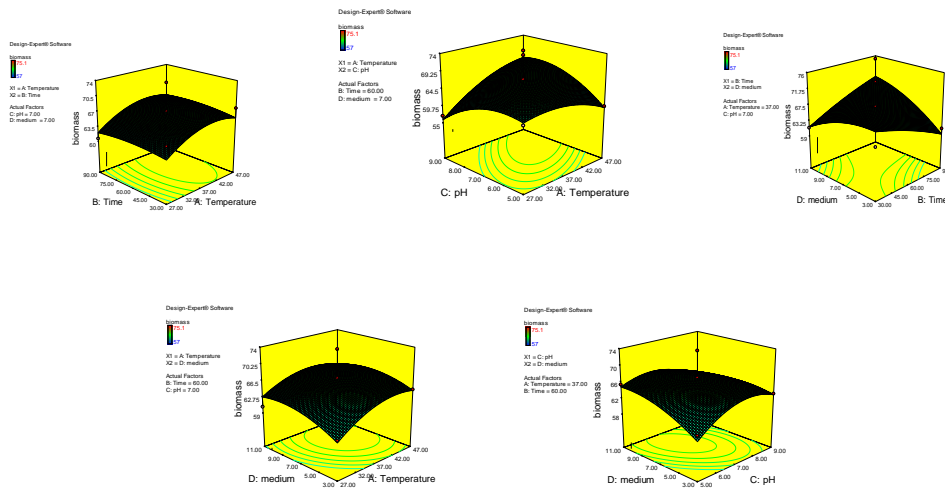 Design-Expert® Software
biomass
75.1
57
X1 = A: Temperature
X2 = B: Time
Actual Factors
C: pH = 7.00
D: medium = 7.00
74
70.5
67
63.5
60
biomass
90.00
75.00
60.00
45.00
30.00
27.00
32.00
37.00
42.00
47.00
B: Time
A: Temperature
Design-Expert® Software
biomass
75.1
57
X1 = A: Temperature
X2 = C: pH
Actual Factors
B: Time = 60.00
D: medium = 7.00
74
69.25
64.5
59.75
55
biomass
9.00
8.00
7.00
6.00
5.00
27.00
32.00
37.00
42.00
47.00
C: pH
A: Temperature
Design-Expert® Software
biomass
75.1
57
X1 = B: Time
X2 = D: medium
Actual Factors
A: Temperature = 37.00
C: pH = 7.00
76
71.75
67.5
63.25
59
biomass
11.00
9.00
7.00
5.00
3.00
30.00
45.00
60.00
75.00
D: medium
B: Time
Design-Expert® Software
biomass
75.1
57
X1 = A: Temperature
X2 = D: medium
Actual Factors
B: Time = 60.00
C: pH = 7.00
74
70.25
66.5
62.75
59
biomass
11.00
9.00
7.00
5.00
3.00
27.00
32.00
37.00
42.00
47.00
D: medium
A: Temperature
Design-Expert® Software
biomass
75.1
57
X1 = C: pH
X2 = D: medium
Actual Factors
A: Temperature = 37.00
B: Time = 60.00
74
70
66
62
58
biomass
11.00
9.00
7.00
5.00
3.00
5.00
6.00
7.00
8.00
9.00
D: medium
C: pH